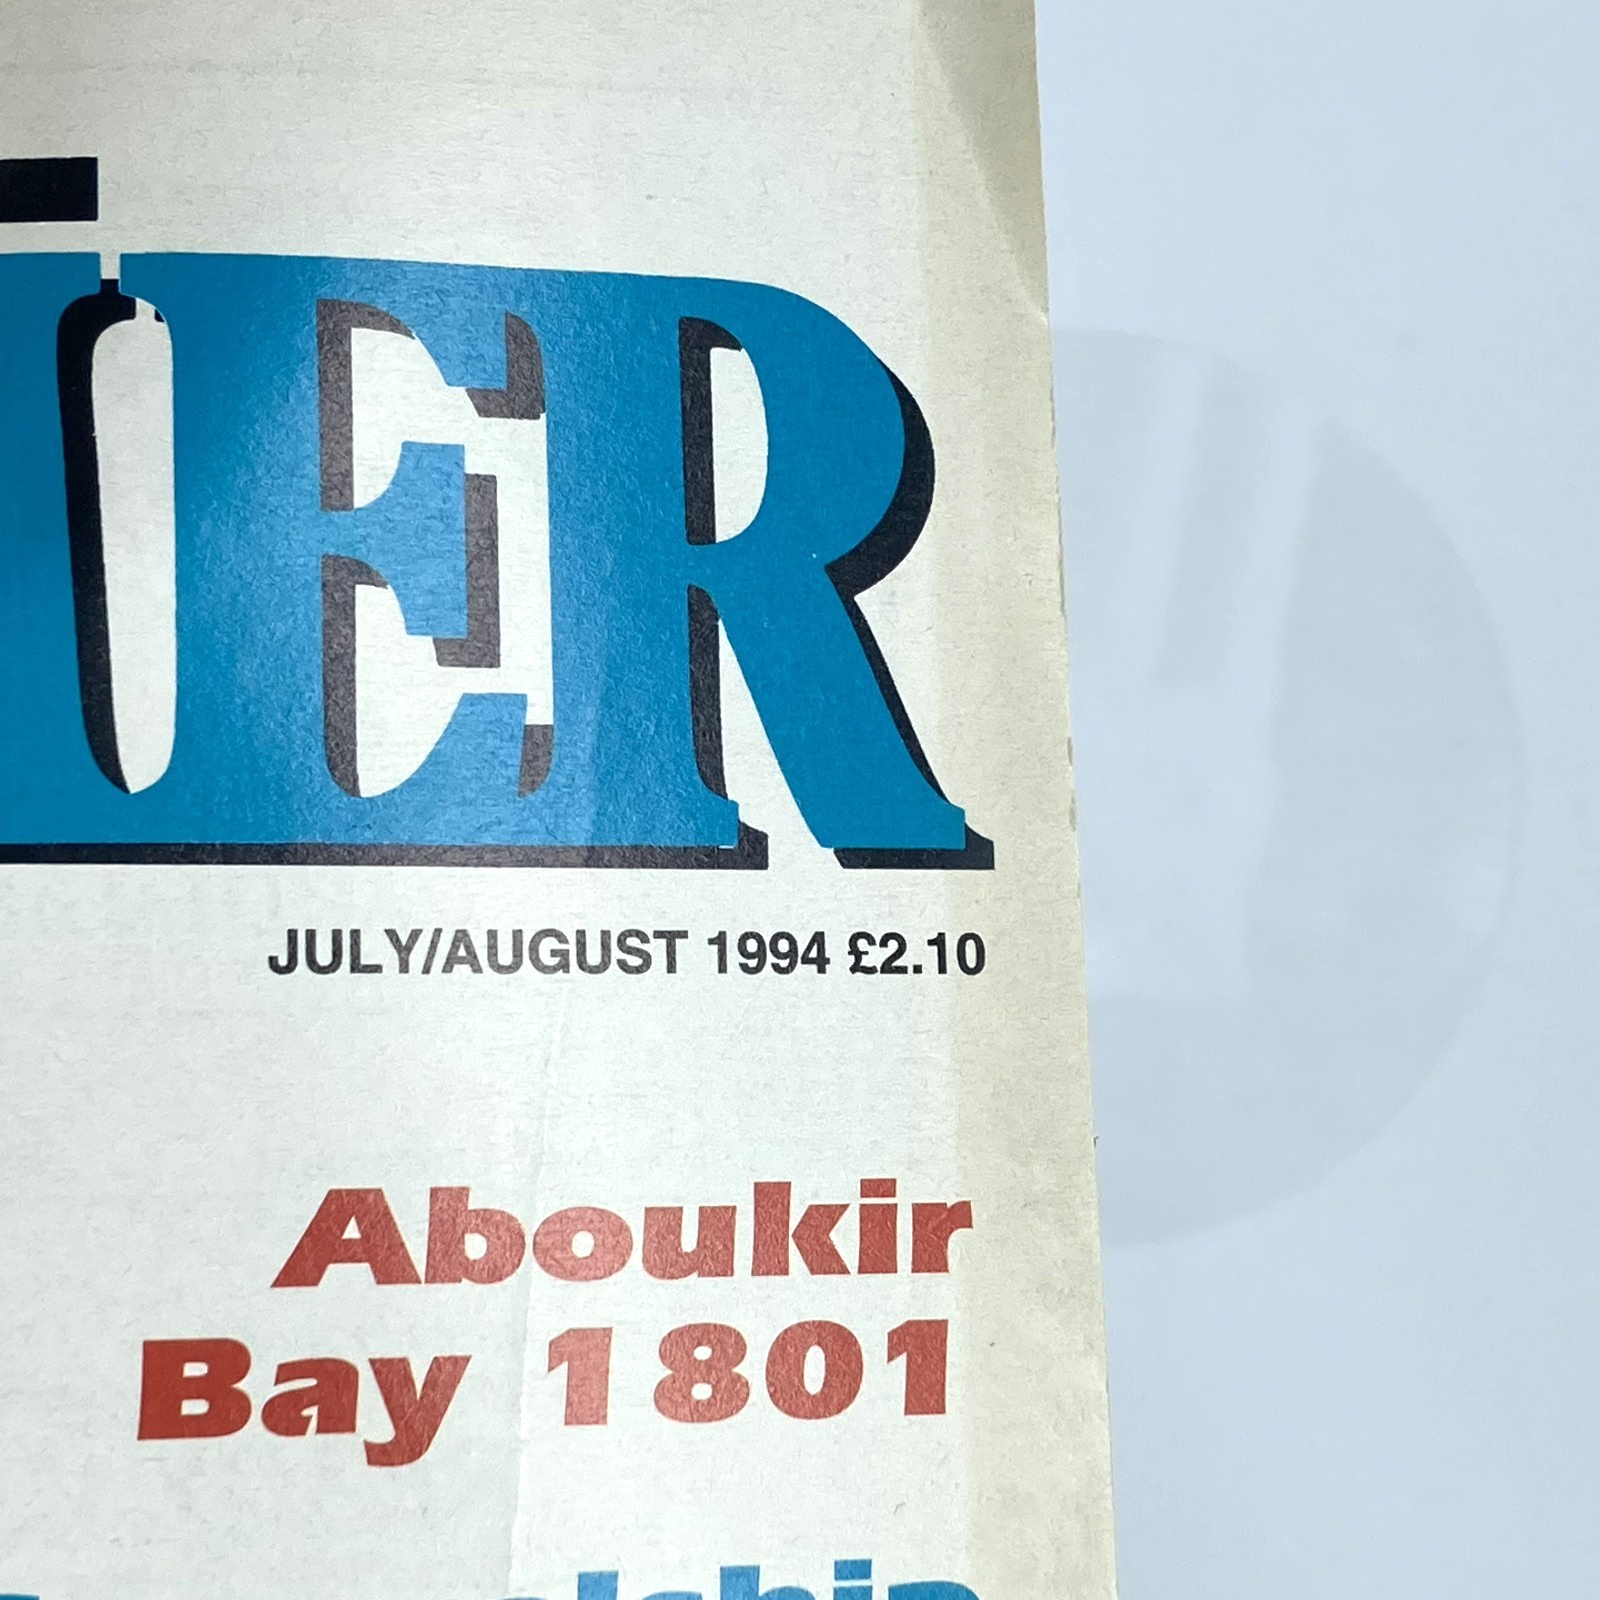 ER
JULY/AUGUST 1994 £2.10
Aboukir
Bay 1801